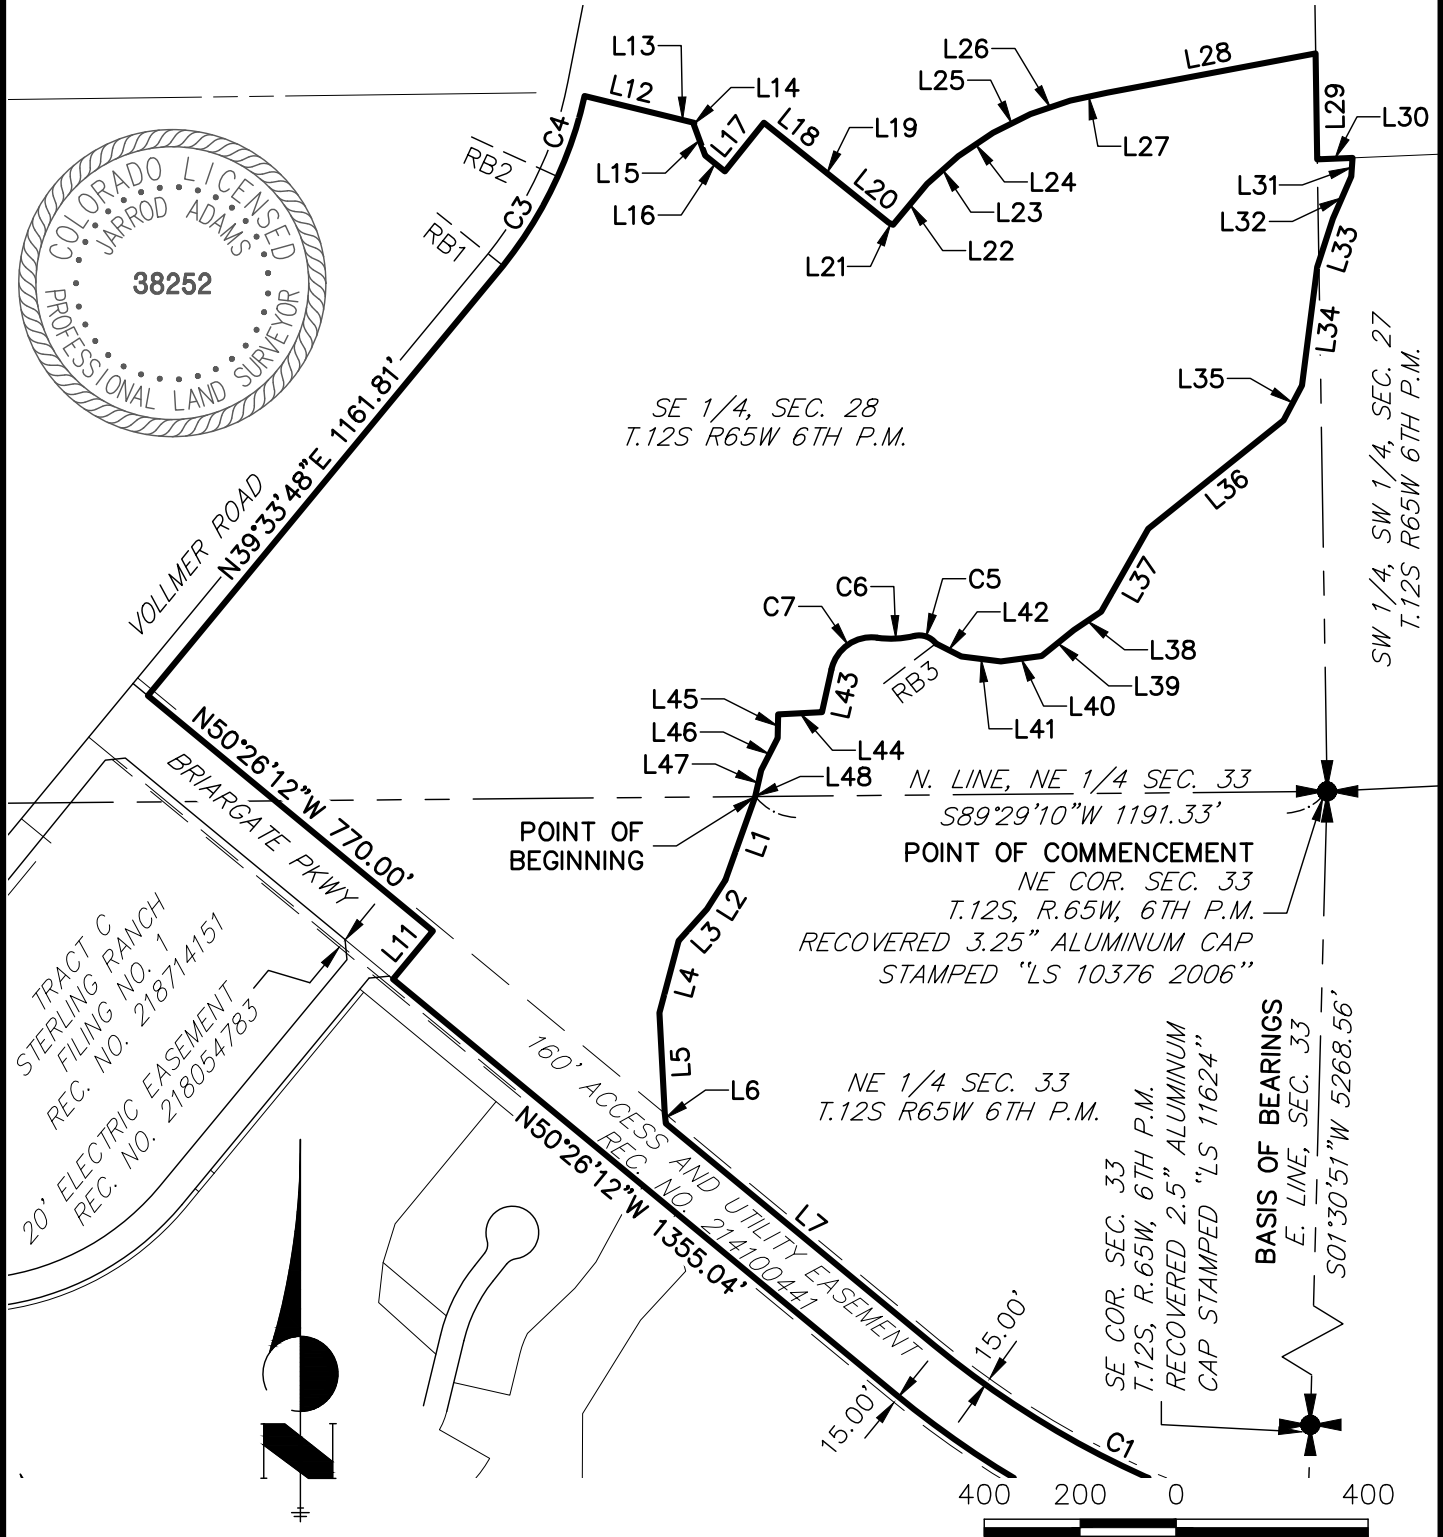 L13
L12
L14
L15
L16
L17
L18
L19
L20
L21
L22
L23
L24
L25
L26
L27
L28
L29
L30
L31
L32
L33
L34
L35
L36
L37
L38
L39
L40
L41
L42
C5
C6
C7
RB3
L43
L44
L45
L46
L47
L48
C4
RB2
C3
RB1
COLORADO LICENSED
JARROD ADAMS
38252
PROFESSIONAL LAND SURVEYOR
SE 1/4, SEC. 28
T.12S R65W 6TH P.M.
SW 1/4, SW 1/4, SEC. 27
T.12S R65W 6TH P.M.
VOLLMER ROAD
N39°33'48"E 1161.81'
N50°26'12"W 770.00'
BRIARGATE PKWY
N. LINE, NE 1/4 SEC. 33
S89°29'10"W 1191.33'
POINT OF
BEGINNING
POINT OF COMMENCEMENT
NE COR. SEC. 33
T.12S, R.65W, 6TH P.M.
RECOVERED 3.25" ALUMINUM CAP
STAMPED "LS 10376 2006"
L1
L2
L3
L4
L5
L6
L7
L11
TRACT C
STERLING RANCH
FILING NO. 1
REC. NO. 218714151
20' ELECTRIC EASEMENT
REC. NO. 218054783
160' ACCESS AND UTILITY EASEMENT
REC. NO. 214100441
N50°26'12"W 1355.04'
NE 1/4 SEC. 33
T.12S R65W 6TH P.M.
SE COR. SEC. 33
T.12S, R.65W, 6TH P.M.
RECOVERED 2.5" ALUMINUM
CAP STAMPED "LS 11624"
BASIS OF BEARINGS
E. LINE, SEC. 33
S01°30'51"W 5268.56'
15.00'
15.00'
C1
N
400 200 0 400